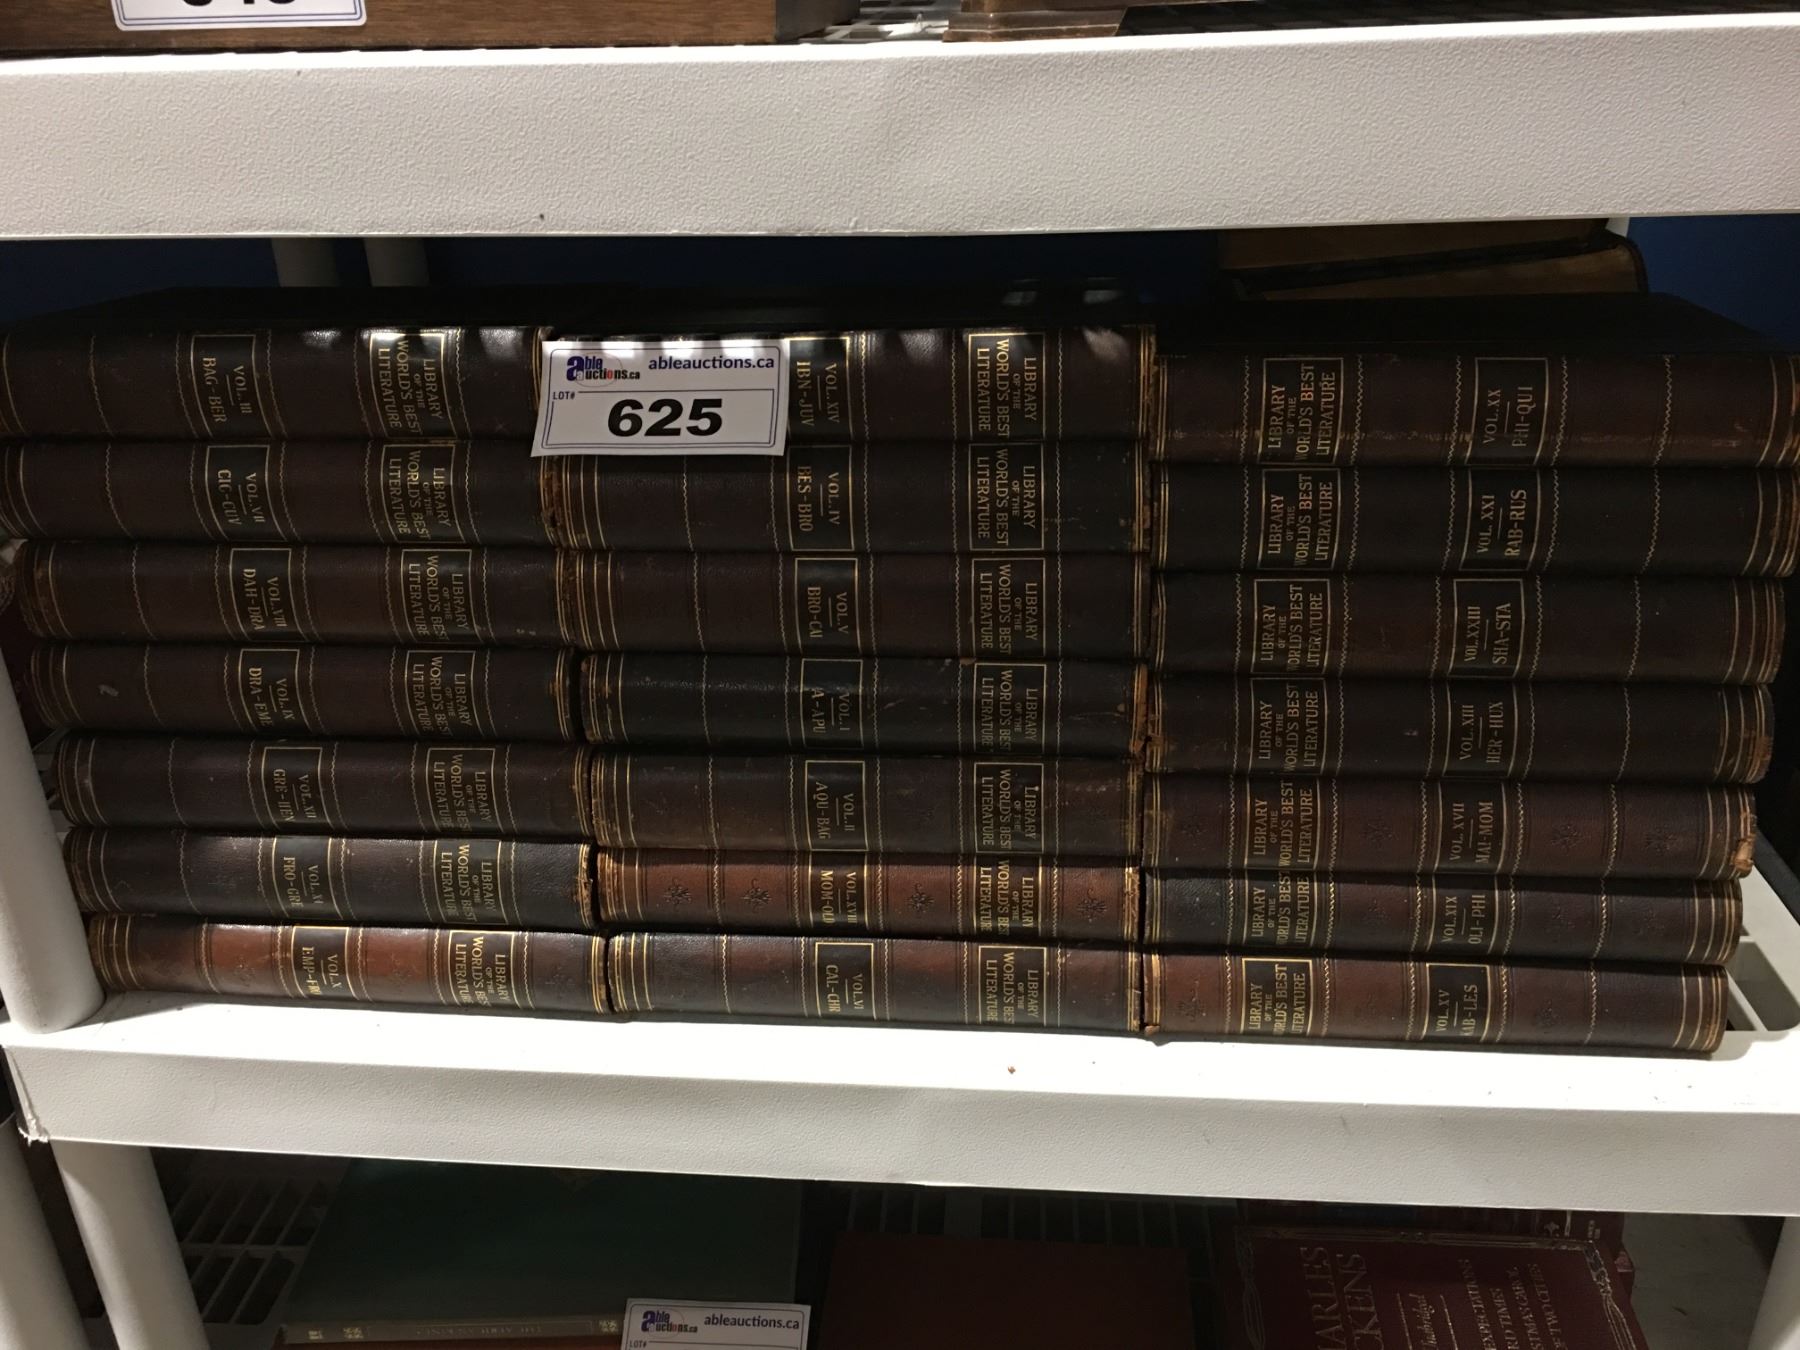 able auctions.ca
ableauctions.ca
LOT#
625
VOL. III
BAG-BER
LIBRARY
OF THE
WORLD'S BEST
LITERATURE
VOL. VII
CIC-CUV
LIBRARY
OF THE
WORLD'S BEST
LITERATURE
VOL. VIII
DAH-DRA
LIBRARY
OF THE
WORLD'S BEST
LITERATURE
VOL. IX
DRA-EME
LIBRARY
OF THE
WORLD'S BEST
LITERATURE
VOL. XII
GRE-HEN
LIBRARY
OF THE
WORLD'S BEST
LITERATURE
VOL. XI
FRO-GRE
LIBRARY
OF THE
WORLD'S BEST
LITERATURE
VOL. X
EMP-FRO
LIBRARY
OF THE
WORLD'S BEST
LITERATURE
VOL. XIV
IBN-JUV
LIBRARY
OF THE
WORLD'S BEST
LITERATURE
VOL. IV
BES-BRO
LIBRARY
OF THE
WORLD'S BEST
LITERATURE
VOL. V
BRO-CAI
LIBRARY
OF THE
WORLD'S BEST
LITERATURE
VOL. I
A-APU
LIBRARY
OF THE
WORLD'S BEST
LITERATURE
VOL. II
AQU-BAG
LIBRARY
OF THE
WORLD'S BEST
LITERATURE
VOL. XVIII
MOM-OLI
LIBRARY
OF THE
WORLD'S BEST
LITERATURE
VOL. VI
CAL-CHR
LIBRARY
OF THE
WORLD'S BEST
LITERATURE
LIBRARY
OF THE
WORLD'S BEST
LITERATURE
VOL. XX
PHI-QUI
LIBRARY
OF THE
WORLD'S BEST
LITERATURE
VOL. XXI
RAB-RUS
LIBRARY
OF THE
WORLD'S BEST
LITERATURE
VOL. XXIII
SHA-STA
LIBRARY
OF THE
WORLD'S BEST
LITERATURE
VOL. XIII
HER-HUX
LIBRARY
OF THE
WORLD'S BEST
LITERATURE
VOL. XVII
MAI-MOM
LIBRARY
OF THE
WORLD'S BEST
LITERATURE
VOL. XIX
OLI-PHI
LIBRARY
OF THE
WORLD'S BEST
LITERATURE
VOL. XV
KAB-LES
able auctions.ca
ableauctions.ca
LOT#
Unabridged